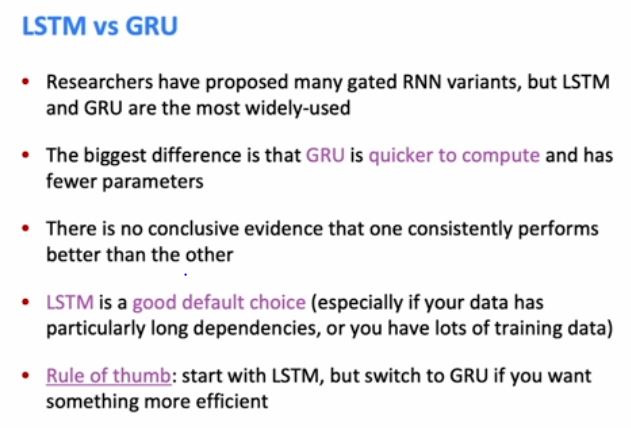 LSTM vs GRU
• Researchers have proposed many gated RNN variants, but LSTM
and GRU are the most widely-used
• The biggest difference is that GRU is quicker to compute and has
fewer parameters
• There is no conclusive evidence that one consistently performs
better than the other
• LSTM is a good default choice (especially if your data has
particularly long dependencies, or you have lots of training data)
• Rule of thumb: start with LSTM, but switch to GRU if you want
something more efficient